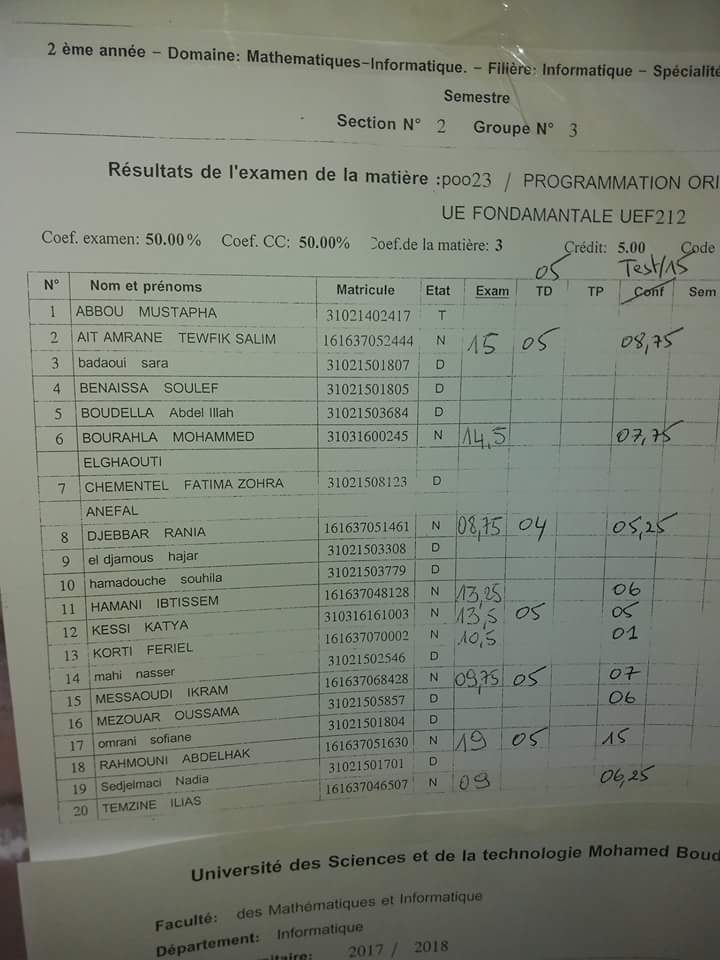 2 ème année – Domaine: Mathematiques-Informatique. – Filière: Informatique – Spécialité
Semestre
Section N° 2 Groupe N° 3
Résultats de l'examen de la matière :poo23 / PROGRAMMATION ORI
UE FONDAMANTALE UEF212
Coef. examen: 50.00% Coef. CC: 50.00% Coef.de la matière: 3 Crédit: 5.00 Code
05 Test/15
N° Nom et prénoms Matricule Etat Exam TD TP Conf Sem
1 ABBOU MUSTAPHA 31021402417 T
2 AIT AMRANE TEWFIK SALIM 161637052444 N 15 05 08,75
3 badaoui sara 31021501807 D
4 BENAISSA SOULEF 31021501805 D
5 BOUDELLA Abdel Illah 31021503684 D
6 BOURAHLA MOHAMMED 31031600245 N 14,5 07,75
ELGHAOUTI
7 CHEMENTEL FATIMA ZOHRA 31021508123 D
ANEFAL
8 DJEBBAR RANIA 161637051461 N 08,75 04 05,25
9 el djamous hajar 31021503308 D
10 hamadouche souhila 31021503779 D
11 HAMANI IBTISSEM 161637048128 N 13,25 06
12 KESSI KATYA 310316161003 N 13,5 05 05
13 KORTI FERIEL 161637070002 N 10,5 01
14 mahi nasser 31021502546 D
15 MESSAOUDI IKRAM 161637068428 N 09,75 05 07
16 MEZOUAR OUSSAMA 31021505857 D 06
17 omrani sofiane 31021501804 D
18 RAHMOUNI ABDELHAK 161637051630 N 19 05 15
19 Sedjelmaci Nadia 31021501701 D
20 TEMZINE ILIAS 161637046507 N 09 06,25
Université des Sciences et de la technologie Mohamed Boud
Faculté: des Mathématiques et Informatique
Département: Informatique
2017 / 2018